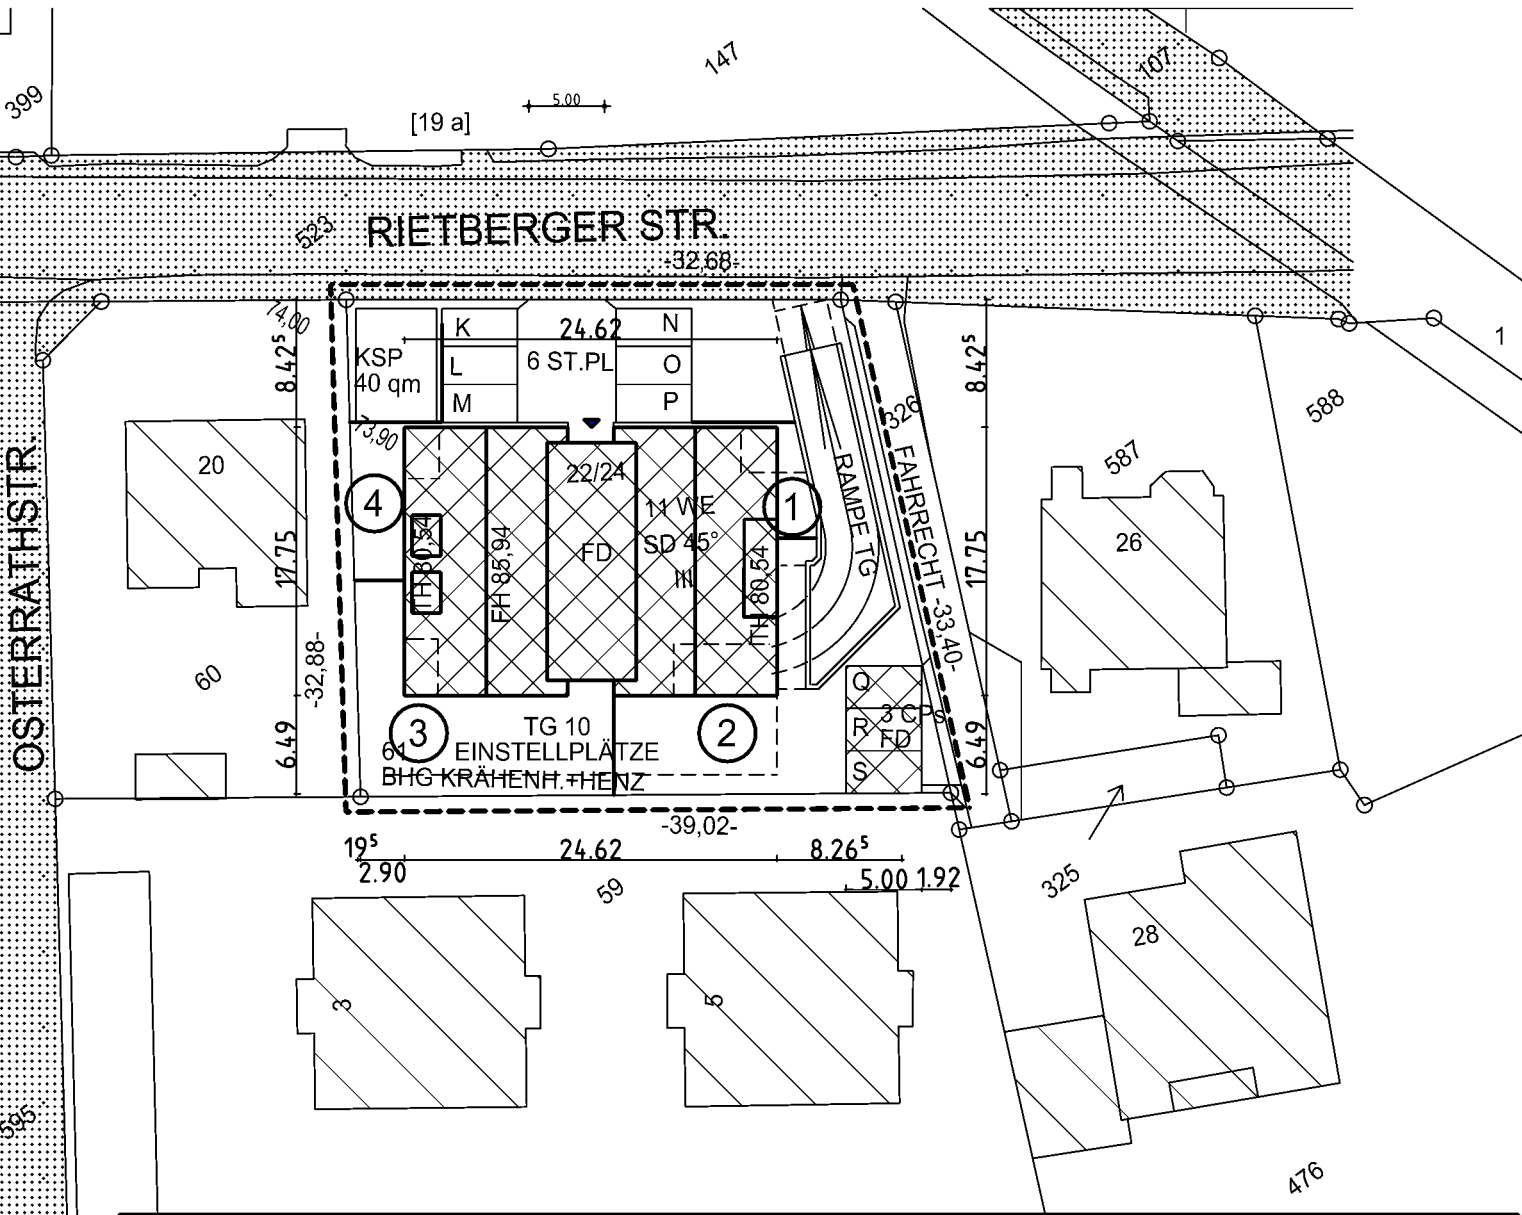 399
147
107
5.00
[19 a]
523
RIETBERGER STR.
-32,68-
74,00
8.42⁵
KSP
40 qm
K
L
M
24.62
6 ST.PL
N
O
P
8.42⁵
326
1
588
587
73,90
20
22/24
11 WE
SD 45°
III
FD
4
1
TH 80,54
FH 85,94
TH 80,54
RAMPE TG
FAHRRECHT -33,40-
17.75
17.75
26
OSTERRATHSTR.
60
-32,88-
6.49
6.49
3
2
TG 10
EINSTELLPLÄTZE
BHG KRÄHENH.+HENZ
61
Q
R
S
3 CPs
FD
-39,02-
19⁵
2.90
24.62
8.26⁵
5.00
1.92
59
325
28
3
5
595
476